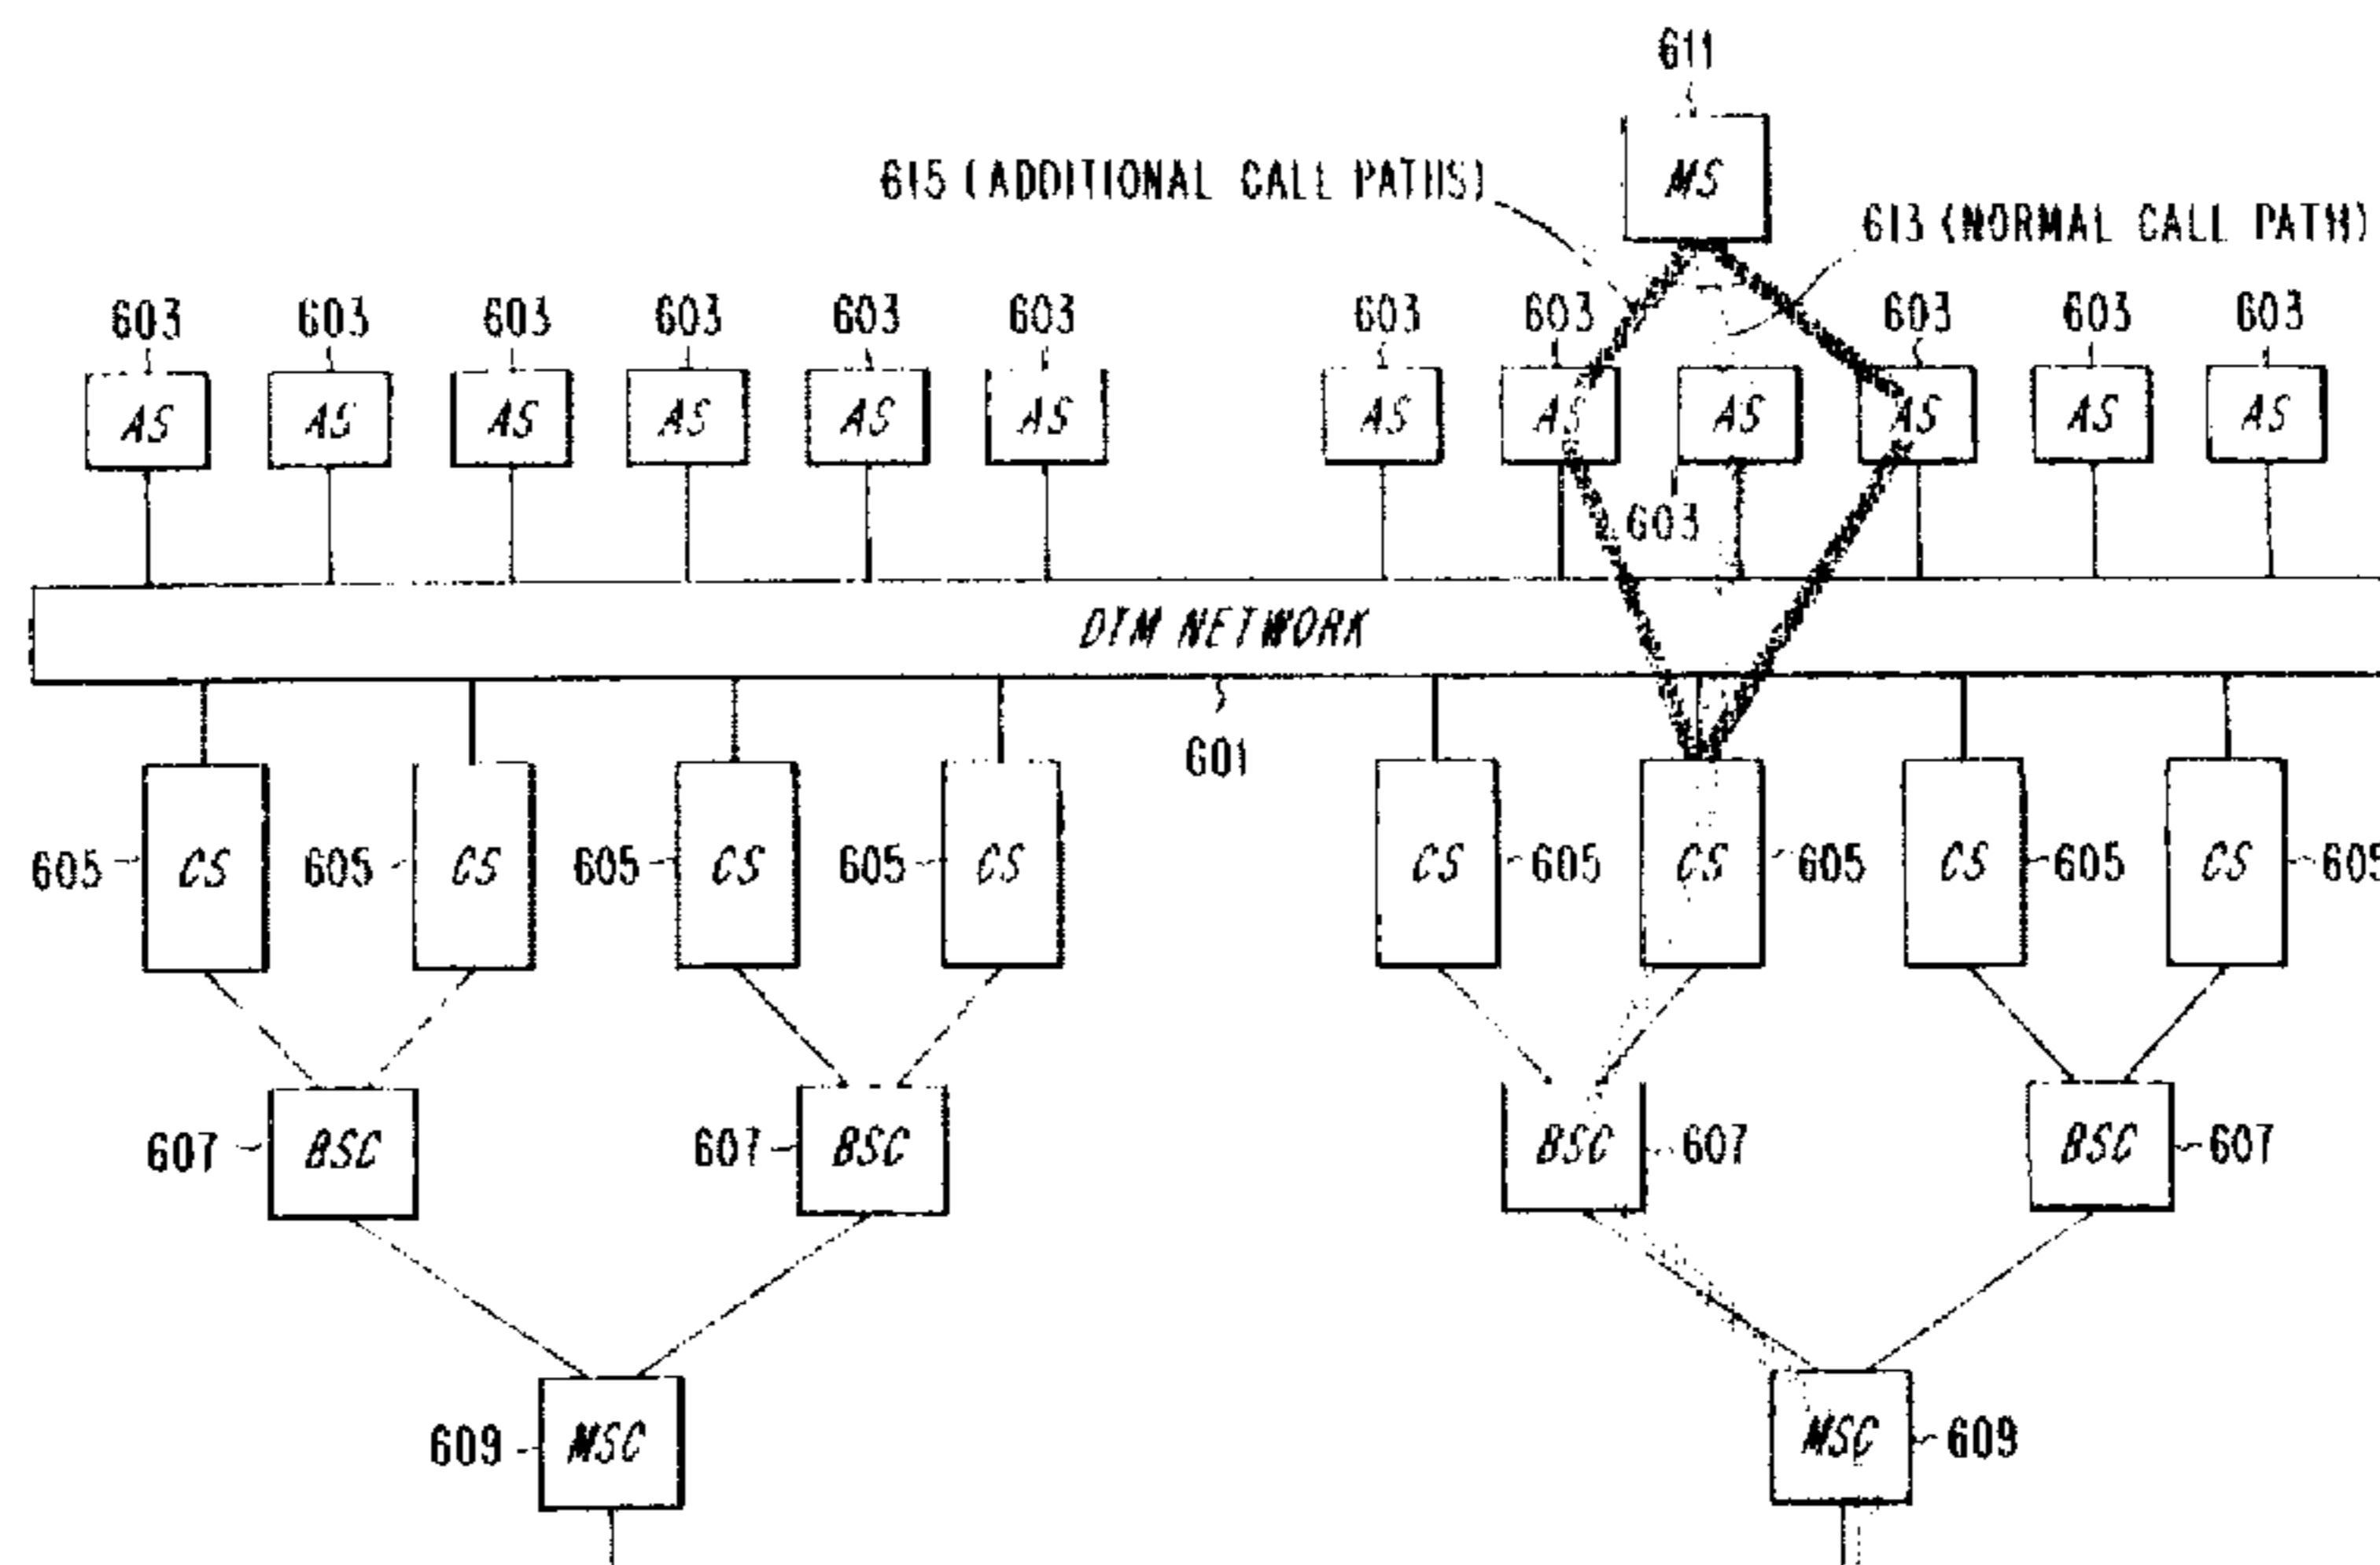 611
615 (ADDITIONAL CALL PATHS)
MS
613 (NORMAL CALL PATH)
603 603 603 603 603 603 603 603 603 603 603
AS AS AS AS AS AS AS AS AS AS AS AS
603
DTM NETWORK
601
605 CS 605 CS 605 CS 605 CS CS 605 CS 605 CS 605 CS 605
607 BSC 607 BSC BSC 607 BSC 607
609 MSC MSC 609